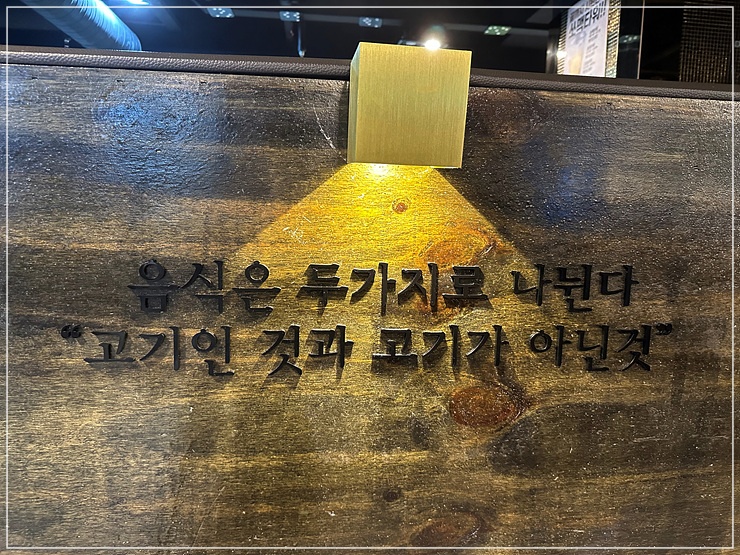 음식은 두가지로 나뉜다
“고기인 것과 고기가 아닌것”